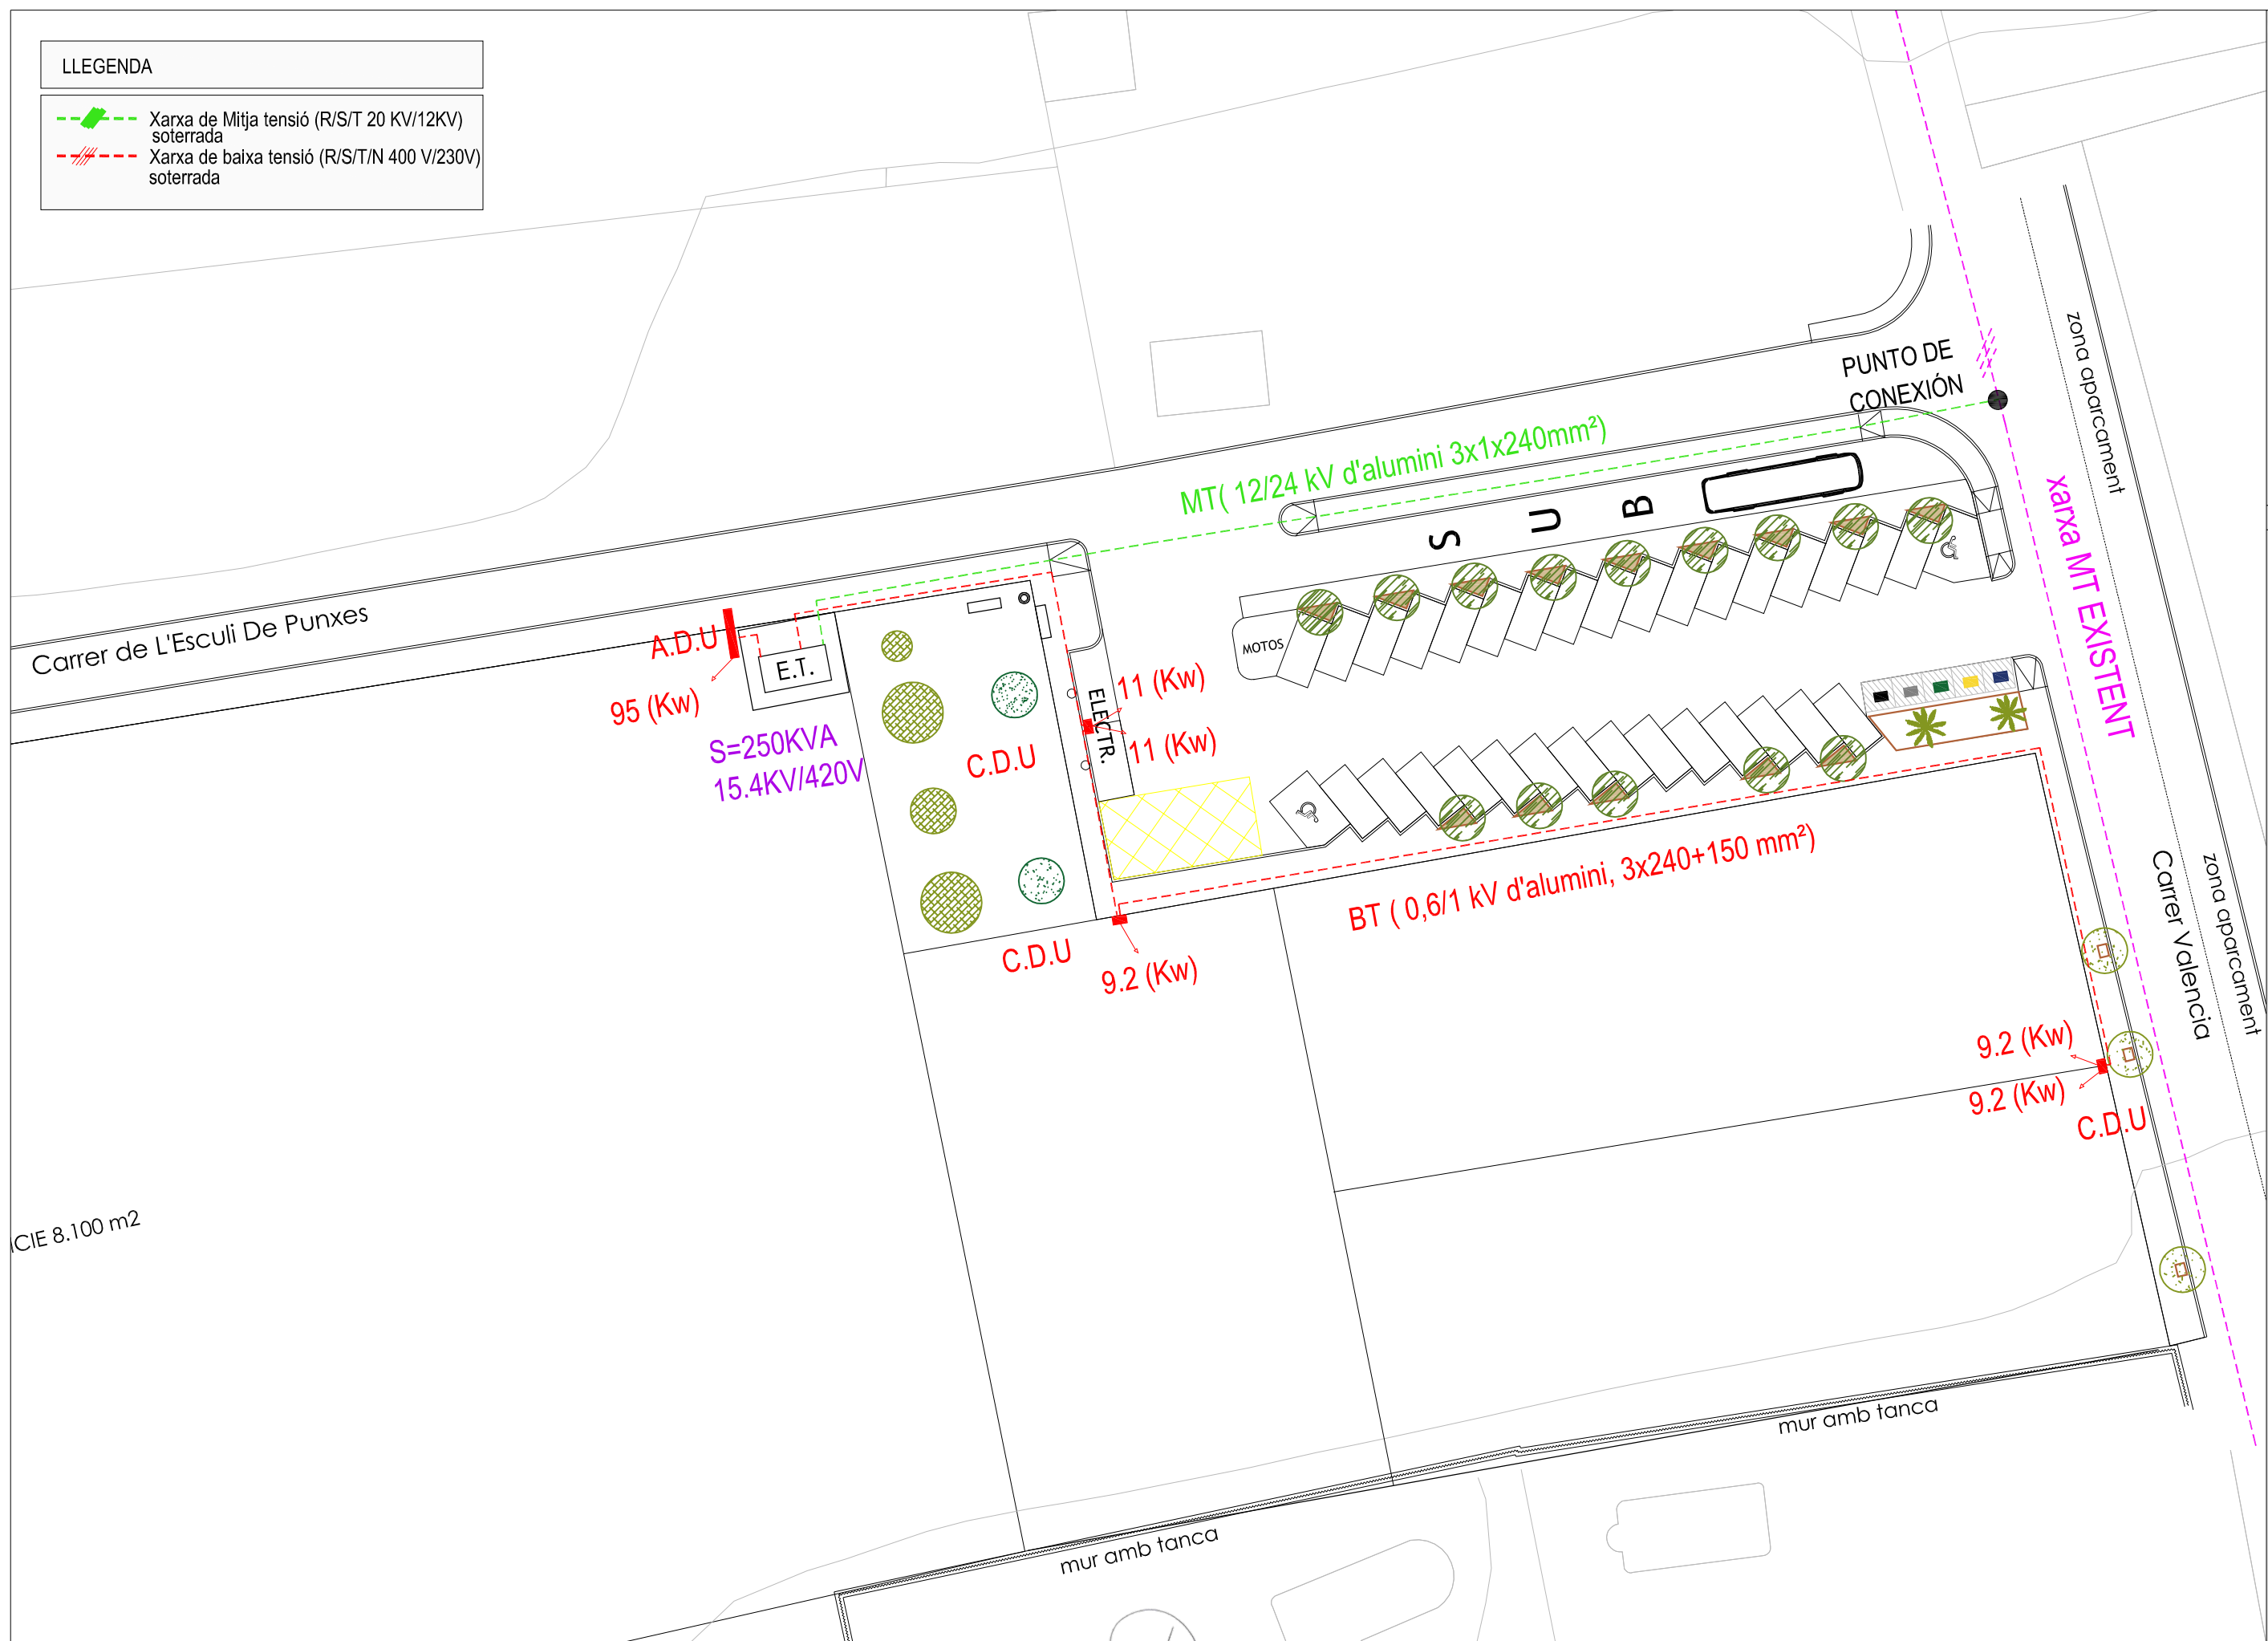 LLEGENDA
Xarxa de Mitja tensió (R/S/T 20 KV/12KV)
soterrada
Xarxa de baixa tensió (R/S/T/N 400 V/230V)
soterrada
zona aparcament
PUNTO DE
CONEXIÓN
MT( 12/24 kV d'alumini 3x1x240mm²)
xarxa MT EXISTENT
S U B
Carrer de L'Esculi De Punxes
A.D.U
E.T.
95 (Kw)
MOTOS
11 (Kw)
ELECTR.
11 (Kw)
S=250KVA
15.4KV/420V
C.D.U
BT ( 0,6/1 kV d'alumini, 3x240+150 mm²)
Carrer Valencia
zona aparcament
C.D.U
9.2 (Kw)
9.2 (Kw)
9.2 (Kw)
C.D.U
ICIE 8.100 m2
mur amb tanca
mur amb tanca